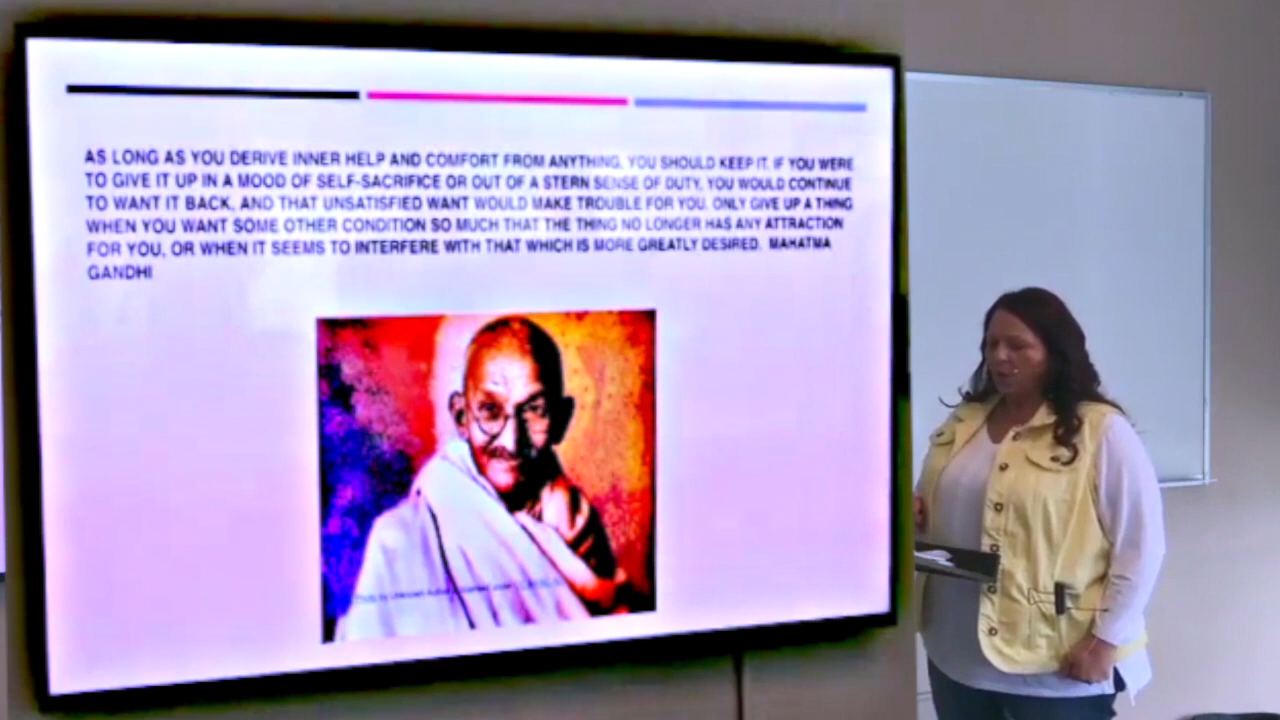 AS LONG AS YOU DERIVE INNER HELP AND COMFORT FROM ANYTHING, YOU SHOULD KEEP IT. IF YOU WERE
TO GIVE IT UP IN A MOOD OF SELF-SACRIFICE OR OUT OF A STERN SENSE OF DUTY, YOU WOULD CONTINUE
TO WANT IT BACK, AND THAT UNSATISFIED WANT WOULD MAKE TROUBLE FOR YOU. ONLY GIVE UP A THING
WHEN YOU WANT SOME OTHER CONDITION SO MUCH THAT THE THING NO LONGER HAS ANY ATTRACTION
FOR YOU, OR WHEN IT SEEMS TO INTERFERE WITH THAT WHICH IS MORE GREATLY DESIRED. MAHATMA
GANDHI